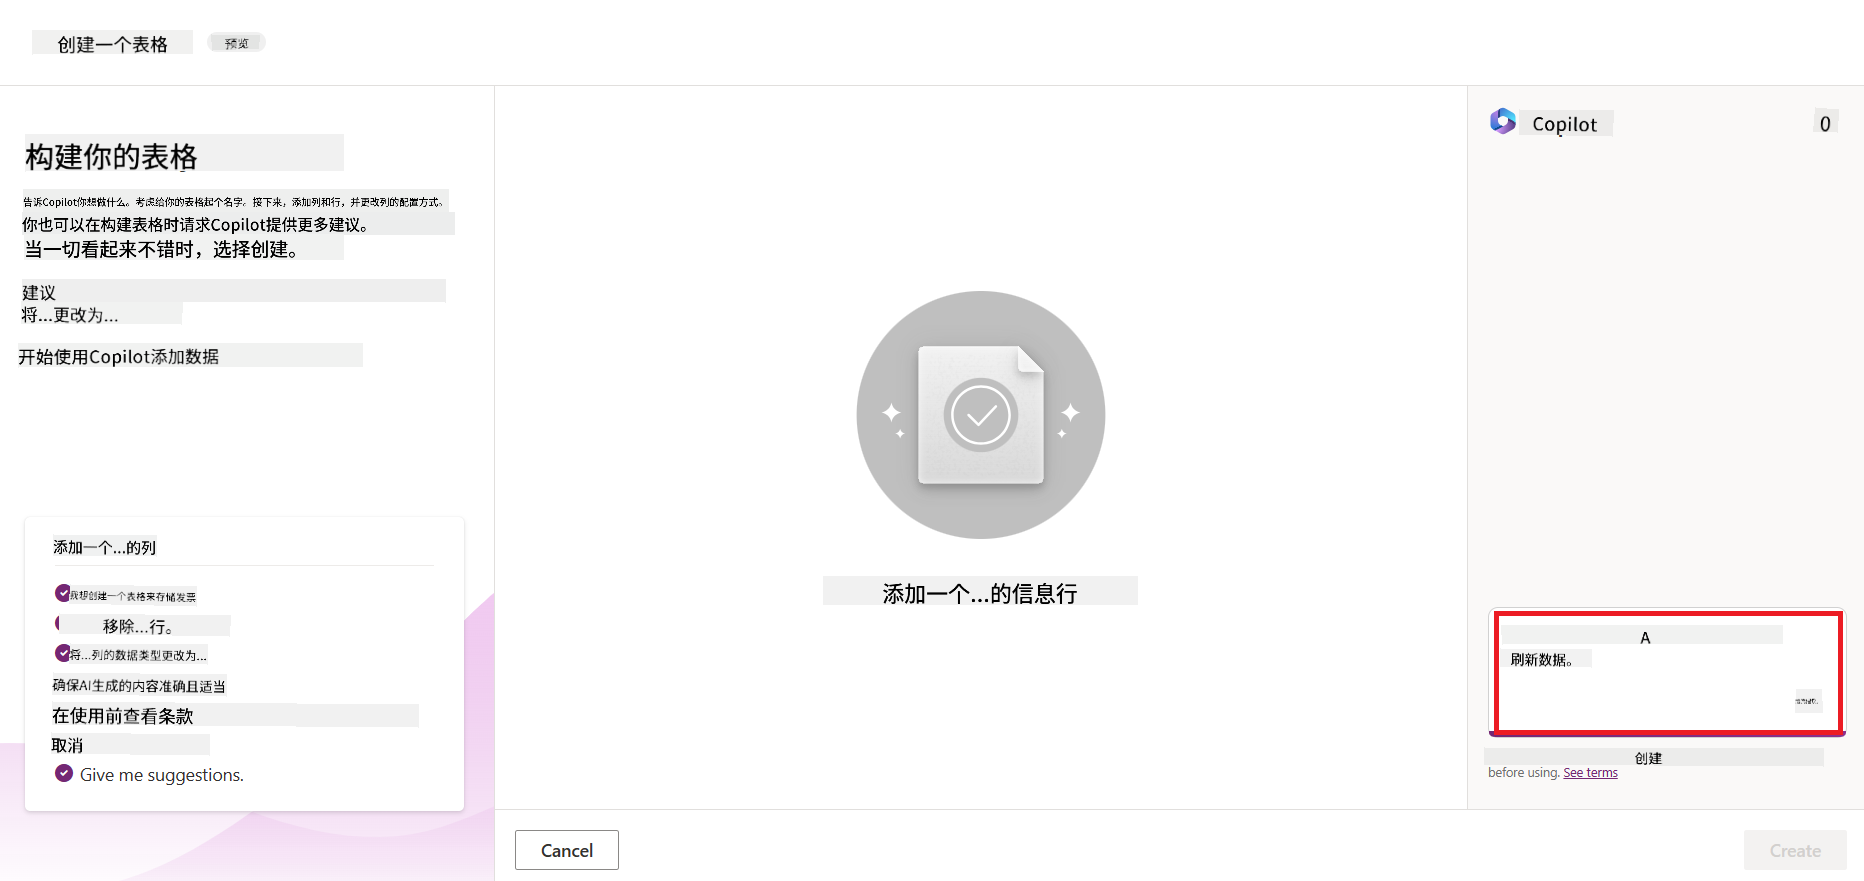 创建一个表格
预览
构建你的表格
告诉Copilot你想做什么。考虑给你的表格起个名字。接下来，添加列和行，并更改列的配置方式。
你也可以在构建表格时请求Copilot提供更多建议。
当一切看起来不错时，选择创建。
建议
将...更改为...
开始使用Copilot添加数据
添加一个...的列
我想创建一个表格来存储发票
移除...行。
将...列的数据类型更改为...
确保AI生成的内容准确且适当
在使用前查看条款
取消
Give me suggestions.
添加一个...的信息行
Cancel
Copilot
0
A
刷新数据。
创建
before using. See terms
Create